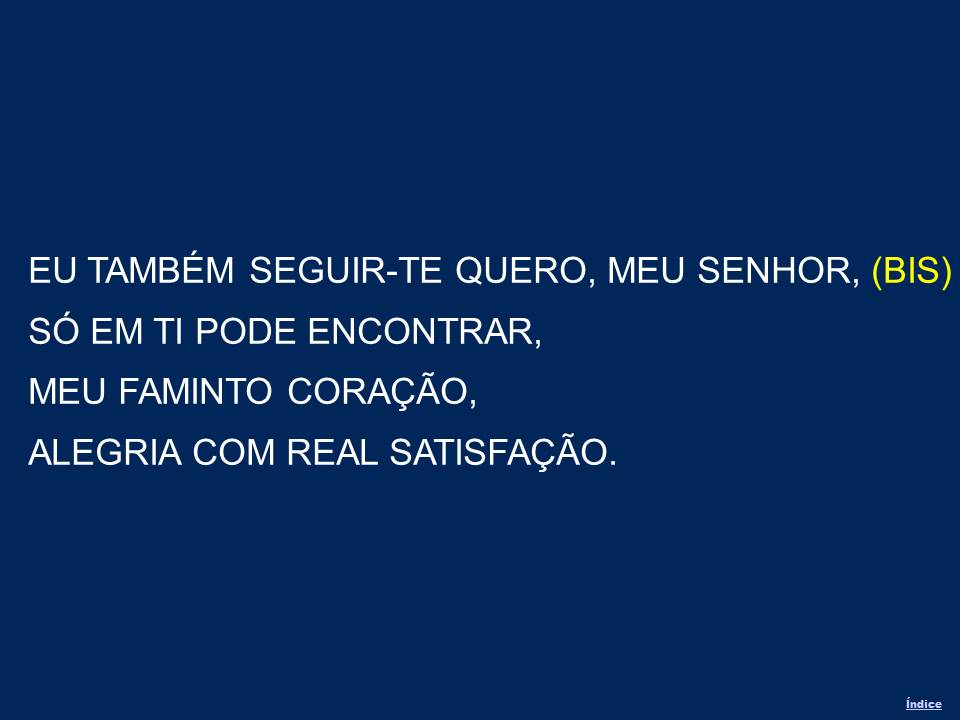 EU TAMBÉM SEGUIR-TE QUERO, MEU SENHOR, (BIS)
SÓ EM TI PODE ENCONTRAR,
MEU FAMINTO CORAÇÃO,
ALEGRIA COM REAL SATISFAÇÃO.
Índice